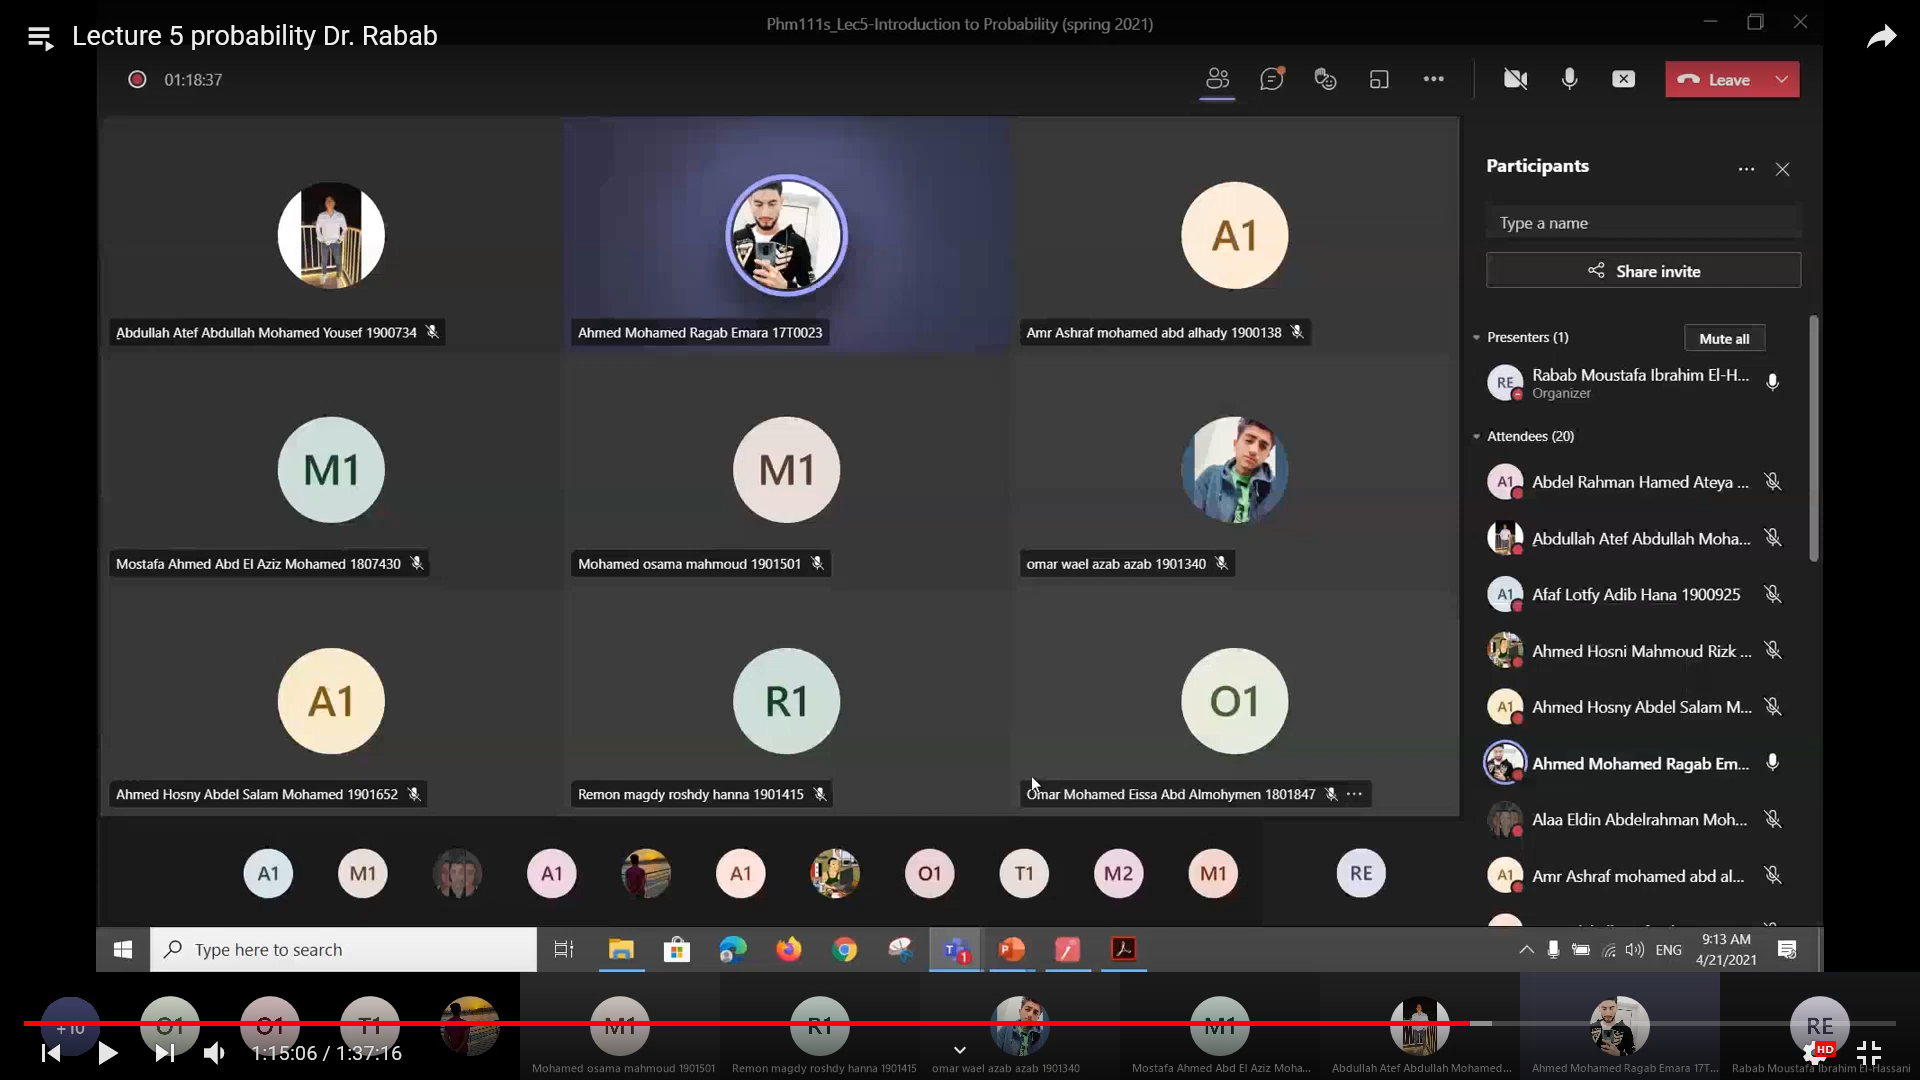 Phm111s_Lec5-Introduction to Probability (spring 2021)
Lecture 5 probability Dr. Rabab
01:18:37
Leave
Participants
Type a name
Share invite
Presenters (1)
Mute all
RE
Rabab Moustafa Ibrahim El-H...
Organizer
Attendees (20)
A1
Abdel Rahman Hamed Ateya ...
Abdullah Atef Abdullah Moha...
A1
Afaf Lotfy Adib Hana 1900925
Ahmed Hosni Mahmoud Rizk ...
A1
Ahmed Hosny Abdel Salam M...
Ahmed Mohamed Ragab Em...
Alaa Eldin Abdelrahman Moh...
A1
Amr Ashraf mohamed abd al...
A1
Abdullah Atef Abdullah Mohamed Yousef 1900734
Ahmed Mohamed Ragab Emara 17T0023
Amr Ashraf mohamed abd alhady 1900138
M1
M1
Mostafa Ahmed Abd El Aziz Mohamed 1807430
Mohamed osama mahmoud 1901501
omar wael azab azab 1901340
A1
R1
O1
Ahmed Hosny Abdel Salam Mohamed 1901652
Remon magdy roshdy hanna 1901415
Omar Mohamed Eissa Abd Almohymen 1801847
A1 M1 A1 A1 O1 T1 M2 M1 RE
Type here to search
1
ENG
9:13 AM
4/21/2021
+10 O1 O1 T1 M1 R1 M1 RE
1:15:06 / 1:37:16
HD
Mohamed osama mahmoud 1901501
Remon magdy roshdy hanna 1901415
omar wael azab azab 1901340
Mostafa Ahmed Abd El Aziz Moha...
Abdullah Atef Abdullah Mohamed...
Ahmed Mohamed Ragab Emara 17T...
Rabab Moustafa Ibrahim El-Hassani